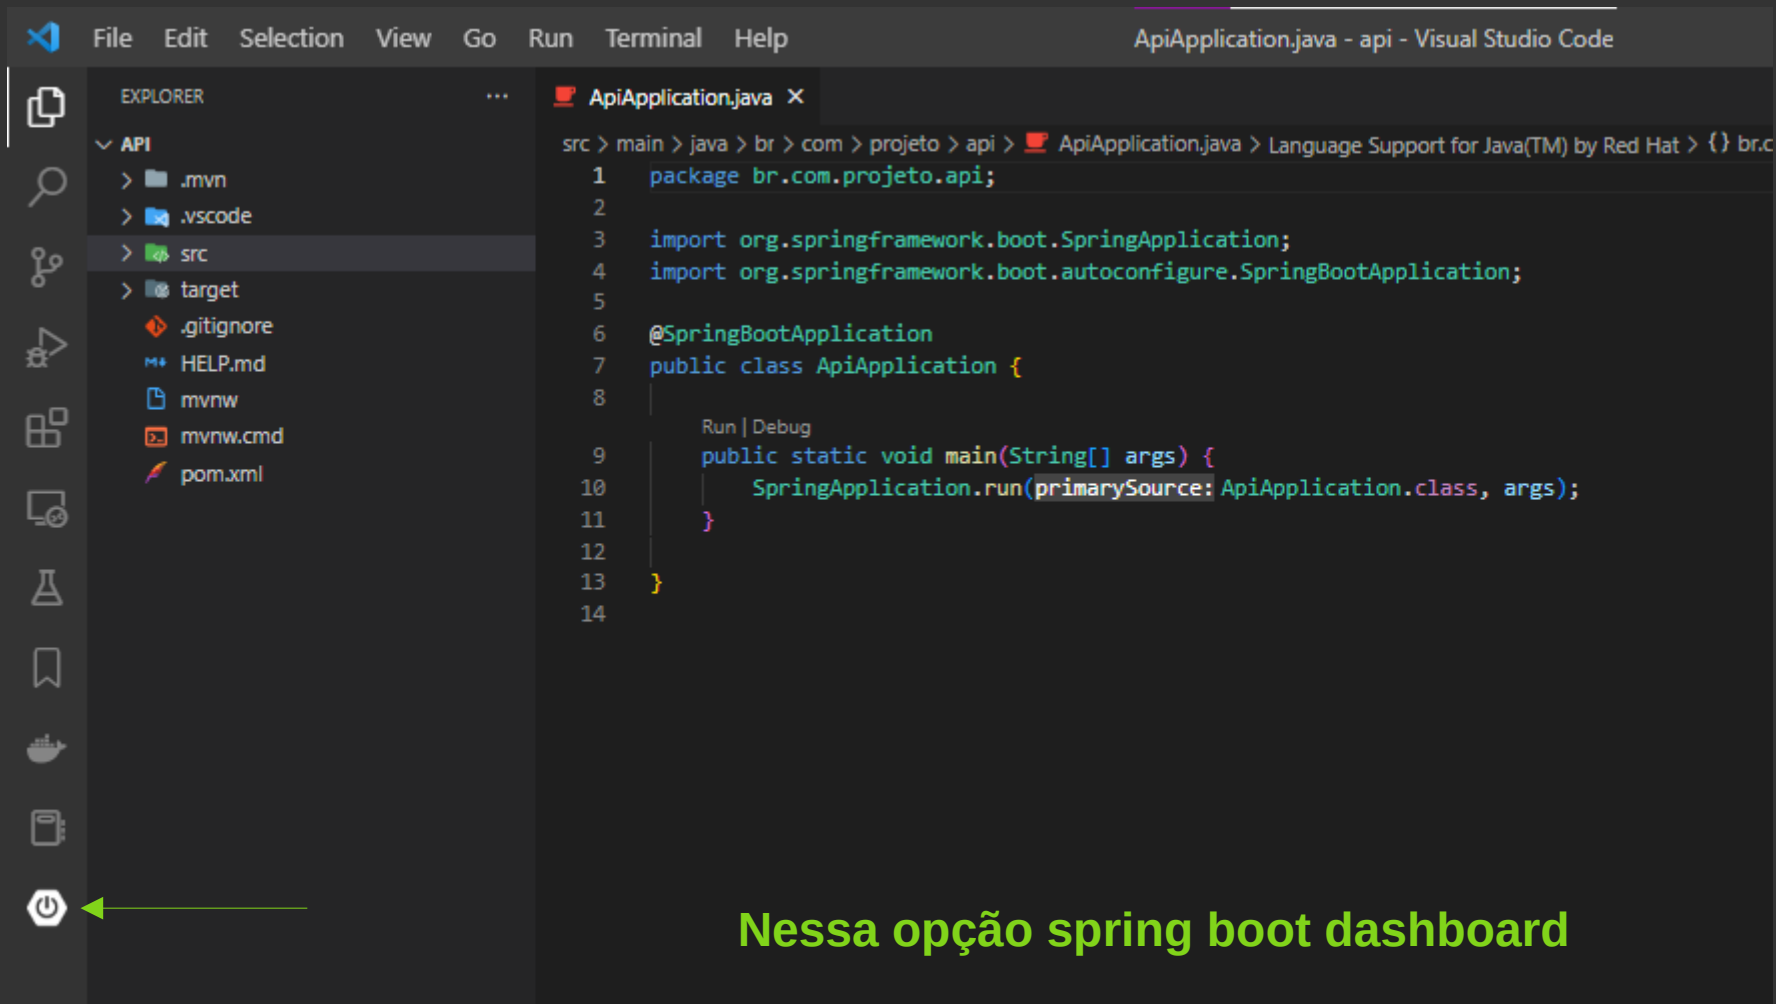 File Edit Selection View Go Run Terminal Help ApiApplication.java - api - Visual Studio Code
EXPLORER ···
API
.mvn
.vscode
src
target
.gitignore
HELP.md
mvnw
mvnw.cmd
pom.xml
ApiApplication.java ×
src > main > java > br > com > projeto > api > ApiApplication.java > Language Support for Java(TM) by Red Hat > {} br.c
1 package br.com.projeto.api;
2
3 import org.springframework.boot.SpringApplication;
4 import org.springframework.boot.autoconfigure.SpringBootApplication;
5
6 @SpringBootApplication
7 public class ApiApplication {
8
Run | Debug
9 public static void main(String[] args) {
10 SpringApplication.run(primarySource: ApiApplication.class, args);
11 }
12
13 }
14
Nessa opção spring boot dashboard